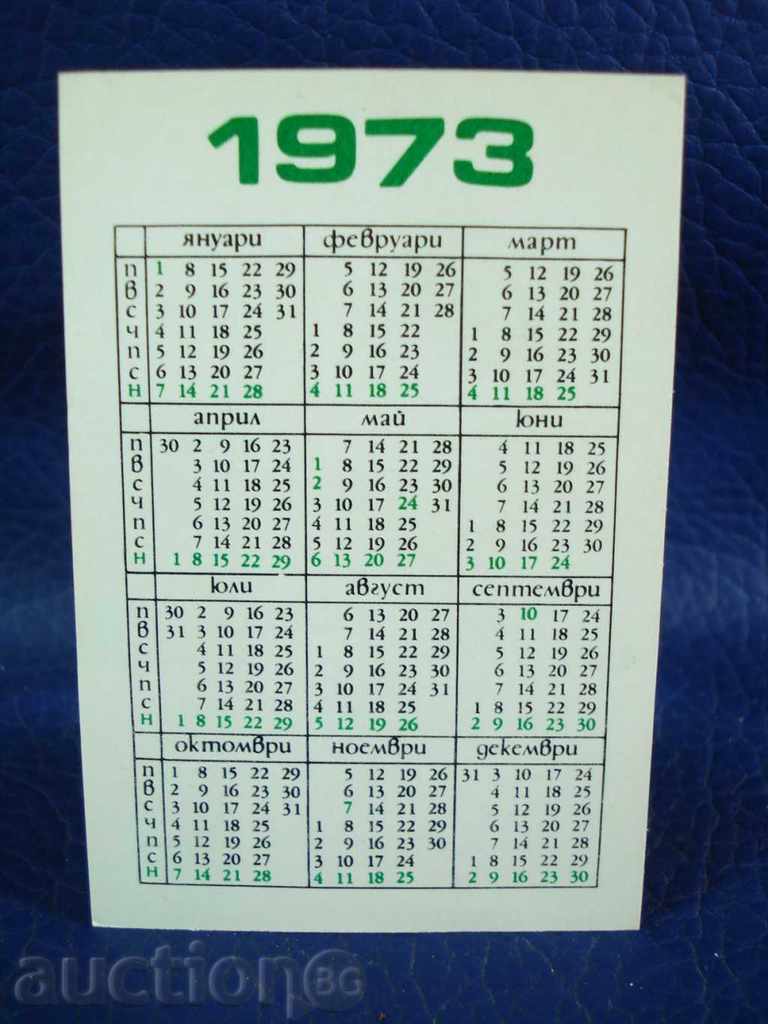 1973
януари февруари март
п 1 8 15 22 29 5 12 19 26 5 12 19 26
в 2 9 16 23 30 6 13 20 27 6 13 20 27
с 3 10 17 24 31 7 14 21 28 7 14 21 28
ч 4 11 18 25 1 8 15 22 1 8 15 22 29
п 5 12 19 26 2 9 16 23 2 9 16 23 30
с 6 13 20 27 3 10 17 24 3 10 17 24 31
н 7 14 21 28 4 11 18 25 4 11 18 25
април май юни
п 30 2 9 16 23 7 14 21 28 4 11 18 25
в 3 10 17 24 1 8 15 22 29 5 12 19 26
с 4 11 18 25 2 9 16 23 30 6 13 20 27
ч 5 12 19 26 3 10 17 24 31 7 14 21 28
п 6 13 20 27 4 11 18 25 1 8 15 22 29
с 7 14 21 28 5 12 19 26 2 9 16 23 30
н 1 8 15 22 29 6 13 20 27 3 10 17 24
юли август септември
п 30 2 9 16 23 6 13 20 27 3 10 17 24
в 31 3 10 17 24 7 14 21 28 4 11 18 25
с 4 11 18 25 1 8 15 22 29 5 12 19 26
ч 5 12 19 26 2 9 16 23 30 6 13 20 27
п 6 13 20 27 3 10 17 24 31 7 14 21 28
с 7 14 21 28 4 11 18 25 1 8 15 22 29
н 1 8 15 22 29 5 12 19 26 2 9 16 23 30
октомври ноември декември
п 1 8 15 22 29 5 12 19 26 31 3 10 17 24
в 2 9 16 23 30 6 13 20 27 4 11 18 25
с 3 10 17 24 31 7 14 21 28 5 12 19 26
ч 4 11 18 25 1 8 15 22 29 6 13 20 27
п 5 12 19 26 2 9 16 23 30 7 14 21 28
с 6 13 20 27 3 10 17 24 1 8 15 22 29
н 7 14 21 28 4 11 18 25 2 9 16 23 30
auctionBG